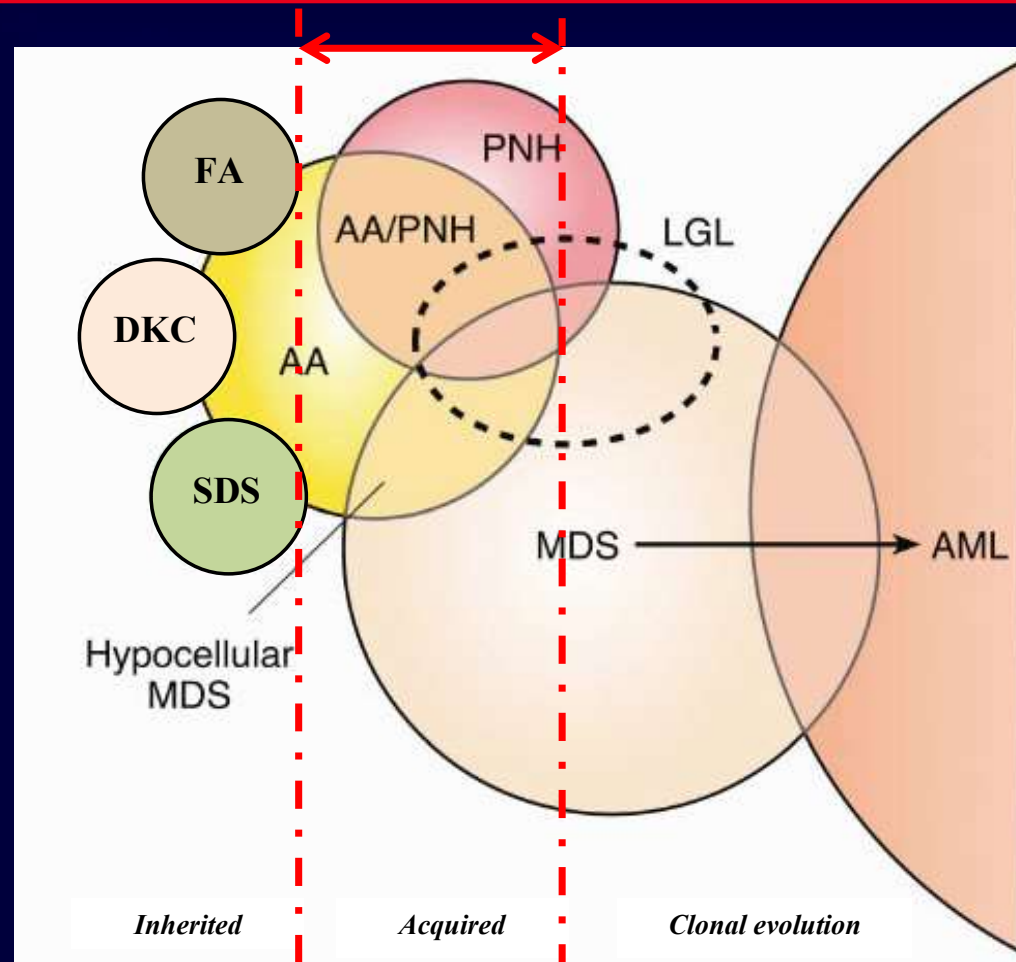 FA
PNH
AA/PNH
LGL
DKC
AA
SDS
MDS
AML
Hypocellular
MDS
Inherited
Acquired
Clonal evolution